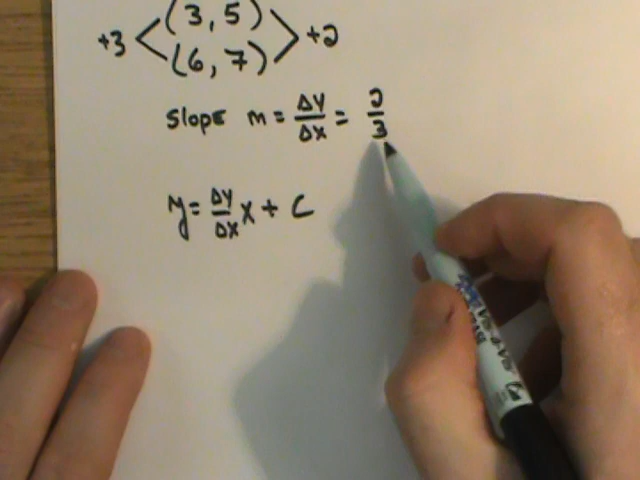 (3, 5)
+3 < > +2
(6, 7)
slope m = ΔY/ΔX = 2/3
y = ΔY/ΔX x + C